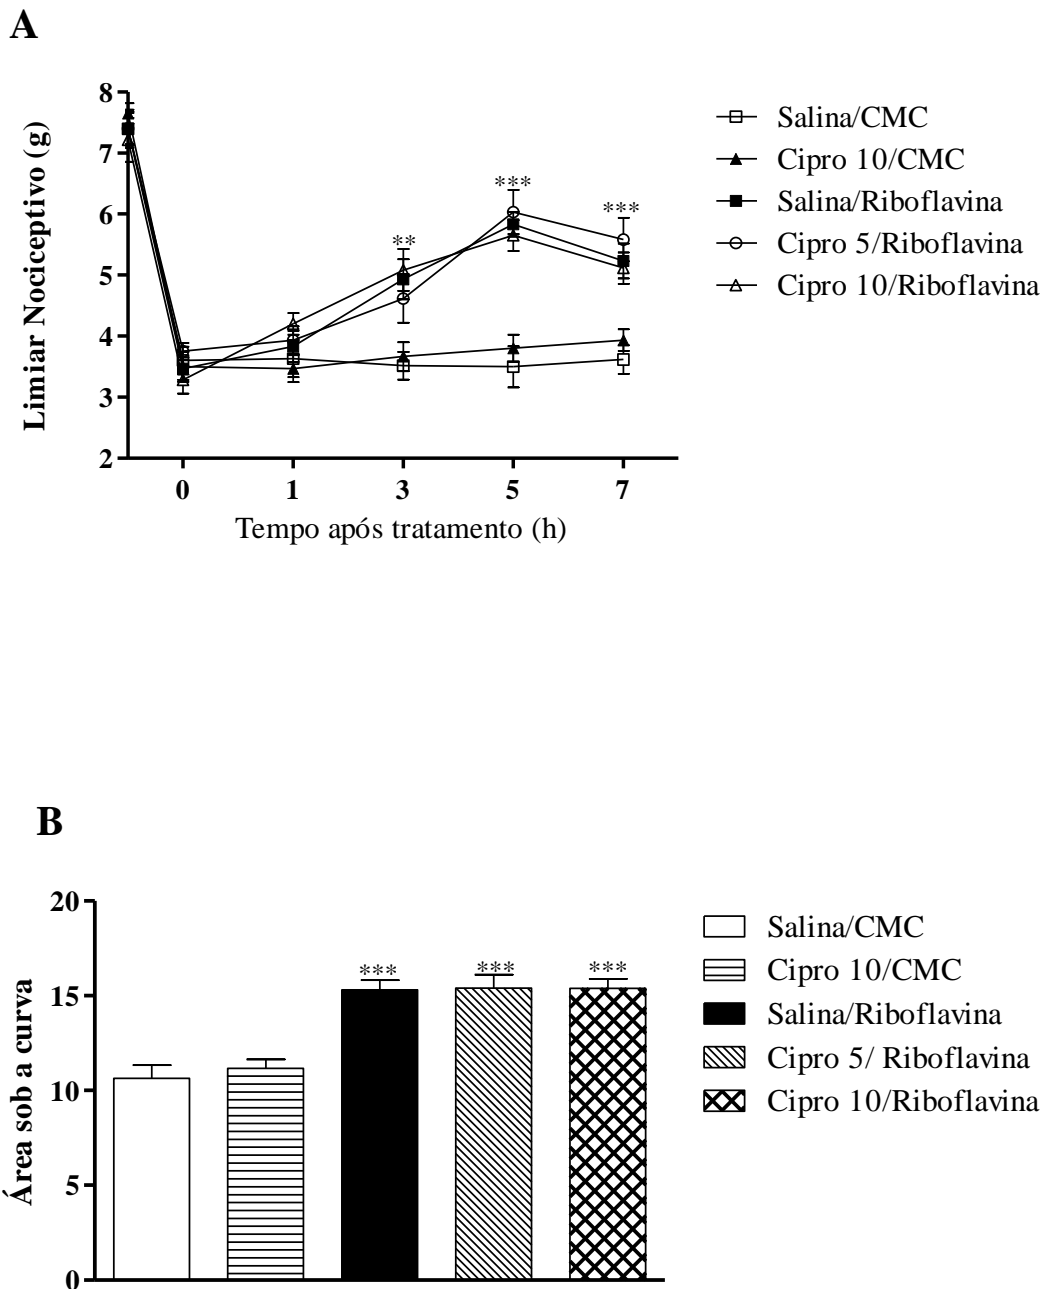 A
8
7
6
5
4
3
2
Limiar Nociceptivo (g)
**
***
***
0 1 3 5 7
Tempo após tratamento (h)
Salina/CMC
Cipro 10/CMC
Salina/Riboflavina
Cipro 5/Riboflavina
Cipro 10/Riboflavina
B
20
15
10
5
0
Área sob a curva
*** *** ***
Salina/CMC
Cipro 10/CMC
Salina/Riboflavina
Cipro 5/ Riboflavina
Cipro 10/Riboflavina